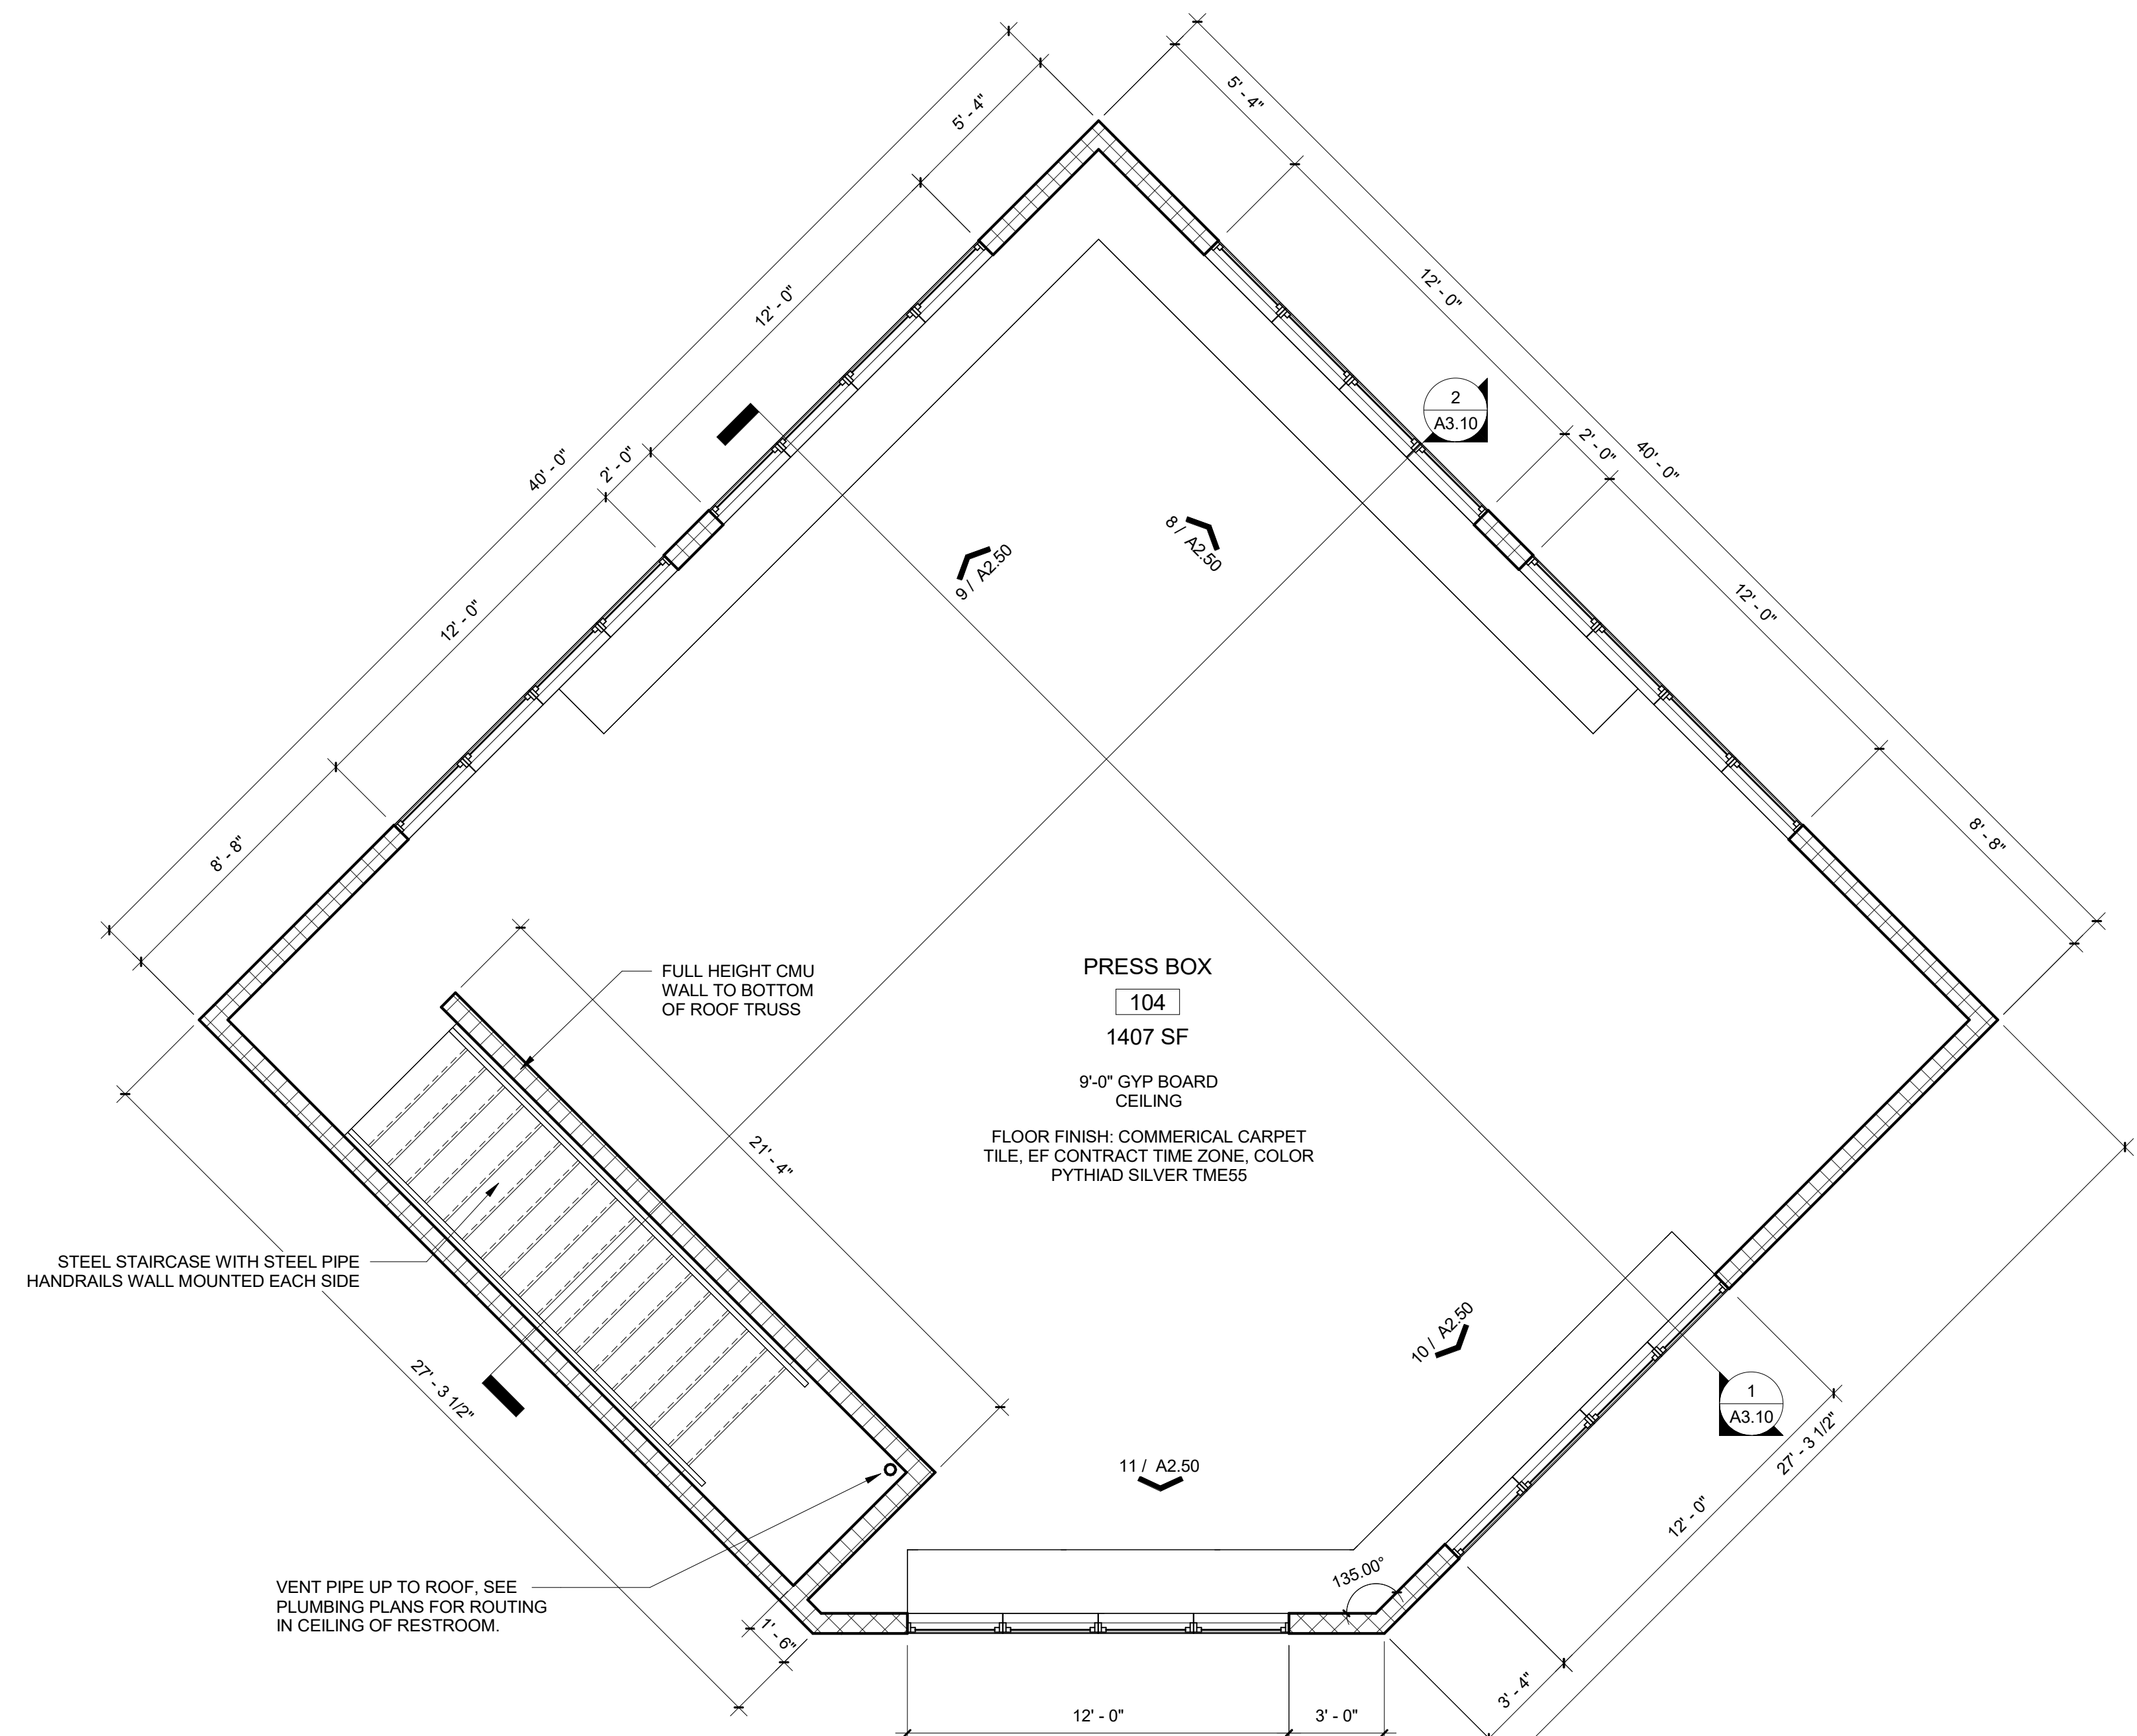 5' - 4"
5' - 4"
12' - 0"
12' - 0"
2
A3.10
40' - 0"
2' - 0"
2' - 0"
40' - 0"
9 / A2.50
8 / A2.50
12' - 0"
12' - 0"
8' - 8"
8' - 8"
FULL HEIGHT CMU
WALL TO BOTTOM
OF ROOF TRUSS
PRESS BOX
104
1407 SF
9'-0" GYP BOARD
CEILING
FLOOR FINISH: COMMERICAL CARPET
TILE, EF CONTRACT TIME ZONE, COLOR
PYTHIAD SILVER TME55
21' - 4"
STEEL STAIRCASE WITH STEEL PIPE
HANDRAILS WALL MOUNTED EACH SIDE
27' - 3 1/2"
10 / A2.50
1
A3.10
27' - 3 1/2"
11 / A2.50
12' - 0"
135.00°
VENT PIPE UP TO ROOF, SEE
PLUMBING PLANS FOR ROUTING
IN CEILING OF RESTROOM.
1' - 6"
3' - 4"
12' - 0"
3' - 0"